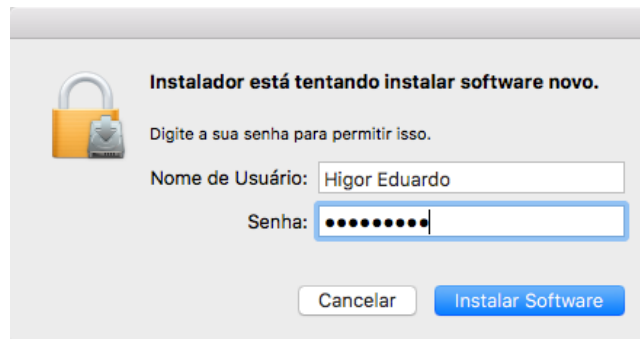 Instalador está tentando instalar software novo.
Digite a sua senha para permitir isso.
Nome de Usuário: Higor Eduardo
Senha: •••••••••
Cancelar Instalar Software